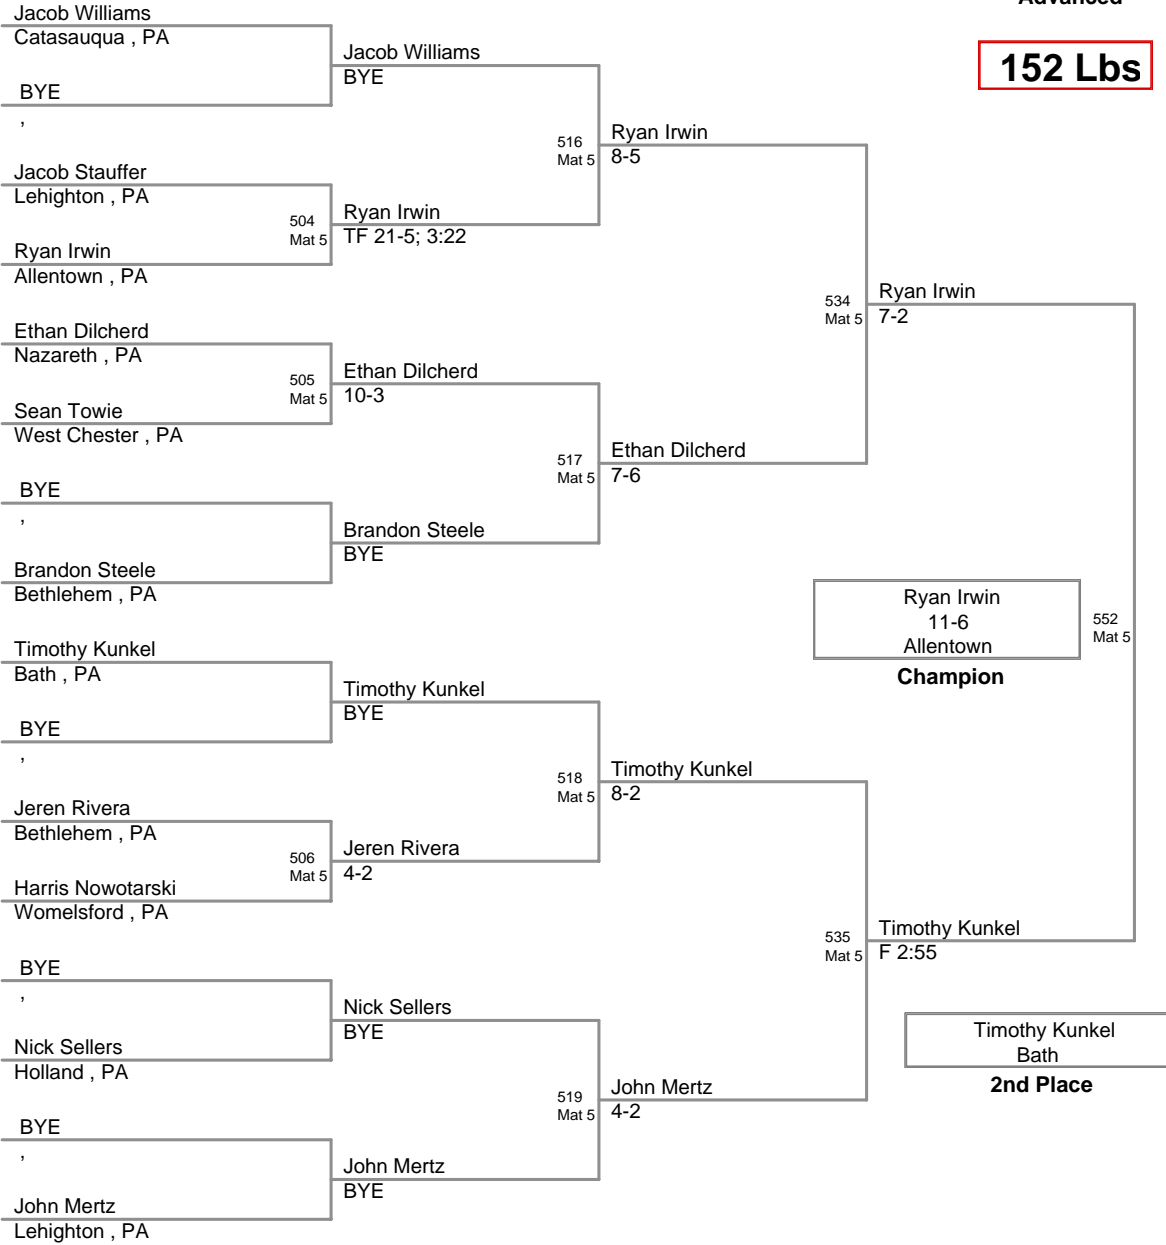 Advanced
152 Lbs
Jacob Williams
Catasauqua , PA
BYE
,
Jacob Stauffer
Lehighton , PA
504
Mat 5
Ryan Irwin
Allentown , PA
Ethan Dilcherd
Nazareth , PA
505
Mat 5
Sean Towie
West Chester , PA
BYE
,
Brandon Steele
Bethlehem , PA
Timothy Kunkel
Bath , PA
BYE
,
Jeren Rivera
Bethlehem , PA
506
Mat 5
Harris Nowotarski
Womelsford , PA
BYE
,
Nick Sellers
Holland , PA
BYE
,
John Mertz
Lehighton , PA
Jacob Williams
BYE
516
Mat 5
Ryan Irwin
TF 21-5; 3:22
Ethan Dilcherd
10-3
517
Mat 5
Brandon Steele
BYE
Timothy Kunkel
BYE
518
Mat 5
Jeren Rivera
4-2
Nick Sellers
BYE
519
Mat 5
John Mertz
BYE
Ryan Irwin
8-5
534
Mat 5
Ethan Dilcherd
7-6
Timothy Kunkel
8-2
535
Mat 5
John Mertz
4-2
Ryan Irwin
7-2
552
Mat 5
Timothy Kunkel
F 2:55
Ryan Irwin
11-6
Allentown
Champion
Timothy Kunkel
Bath
2nd Place